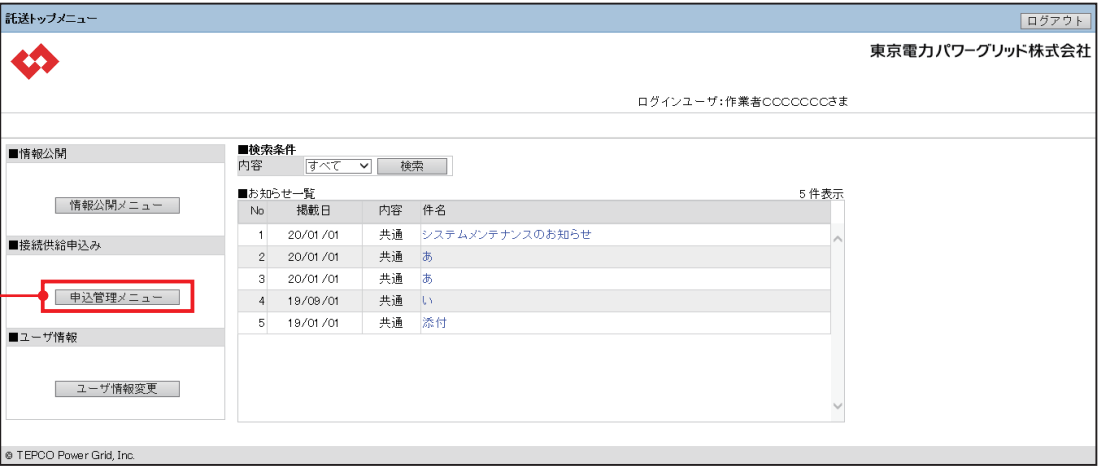 託送トップメニュー
ログアウト
東京電力パワーグリッド株式会社
ログインユーザ:作業者CCCCCCCさま
■情報公開
情報公開メニュー
■接続供給申込み
申込管理メニュー
■ユーザ情報
ユーザ情報変更
■検索条件
内容 すべて 検索
■お知らせ一覧 5 件表示
No 掲載日 内容 件名
1 20/01/01 共通 システムメンテナンスのお知らせ
2 20/01/01 共通 あ
3 20/01/01 共通 あ
4 19/09/01 共通 い
5 19/01/01 共通 添付
© TEPCO Power Grid, Inc.